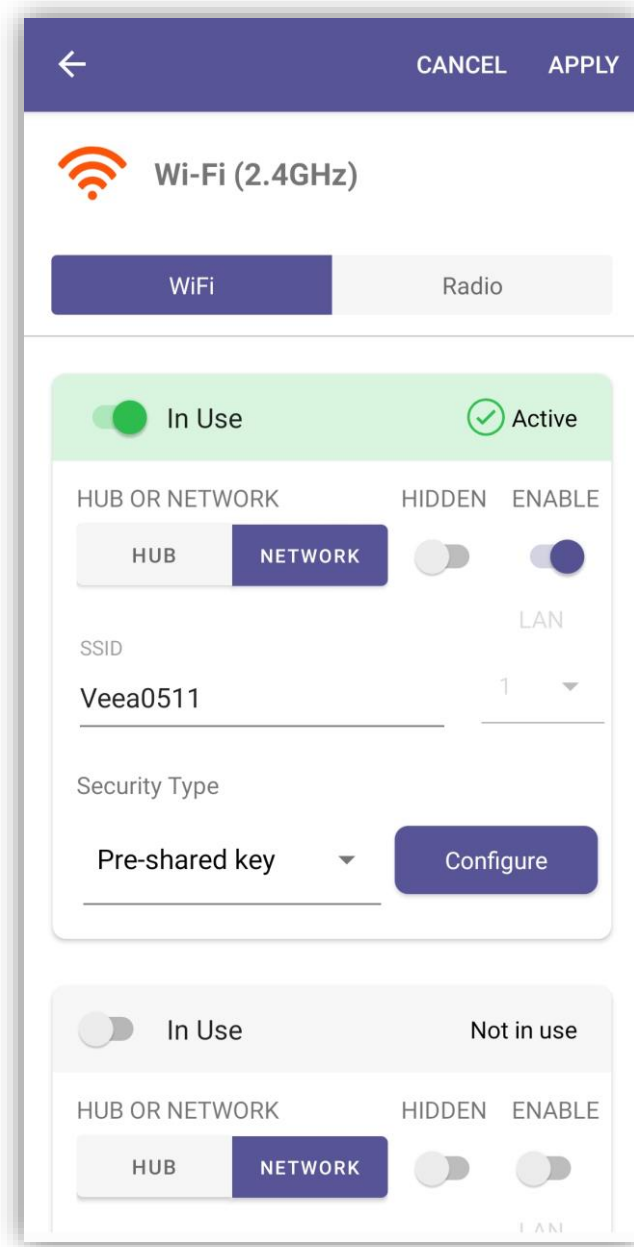 CANCEL APPLY
Wi-Fi (2.4GHz)
WiFi Radio
In Use Active
HUB OR NETWORK HIDDEN ENABLE
HUB NETWORK
LAN
SSID
1
Veea0511
Security Type
Pre-shared key Configure
In Use Not in use
HUB OR NETWORK HIDDEN ENABLE
HUB NETWORK
LAN